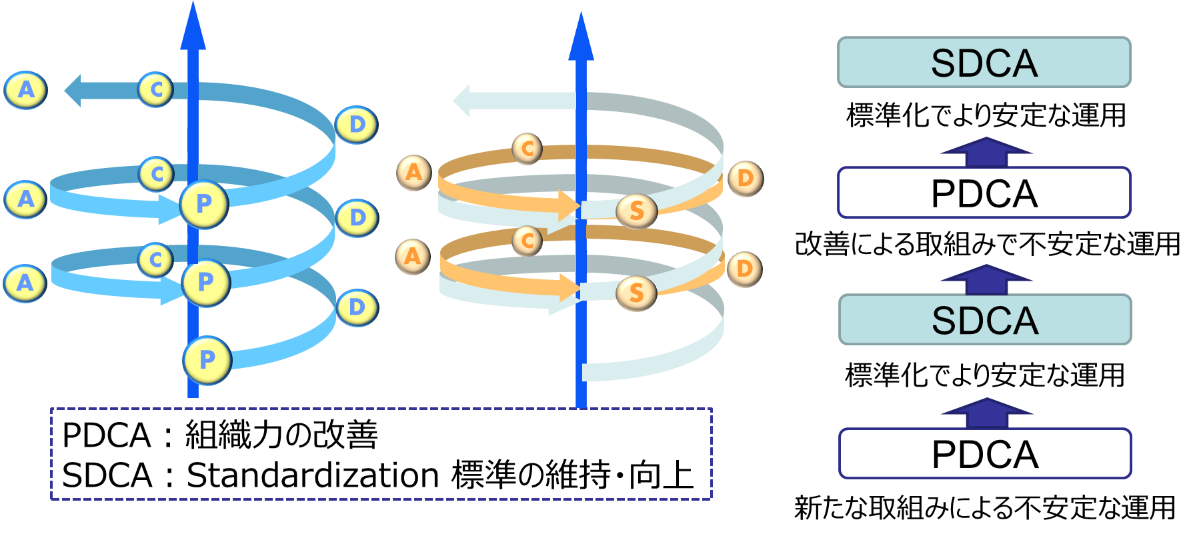 A
C
D
A
C
P
D
A
C
P
D
P
A
C
D
S
A
C
D
S
PDCA：組織力の改善
SDCA：Standardization 標準の維持・向上
SDCA
標準化でより安定な運用
PDCA
改善による取組みで不安定な運用
SDCA
標準化でより安定な運用
PDCA
新たな取組みによる不安定な運用